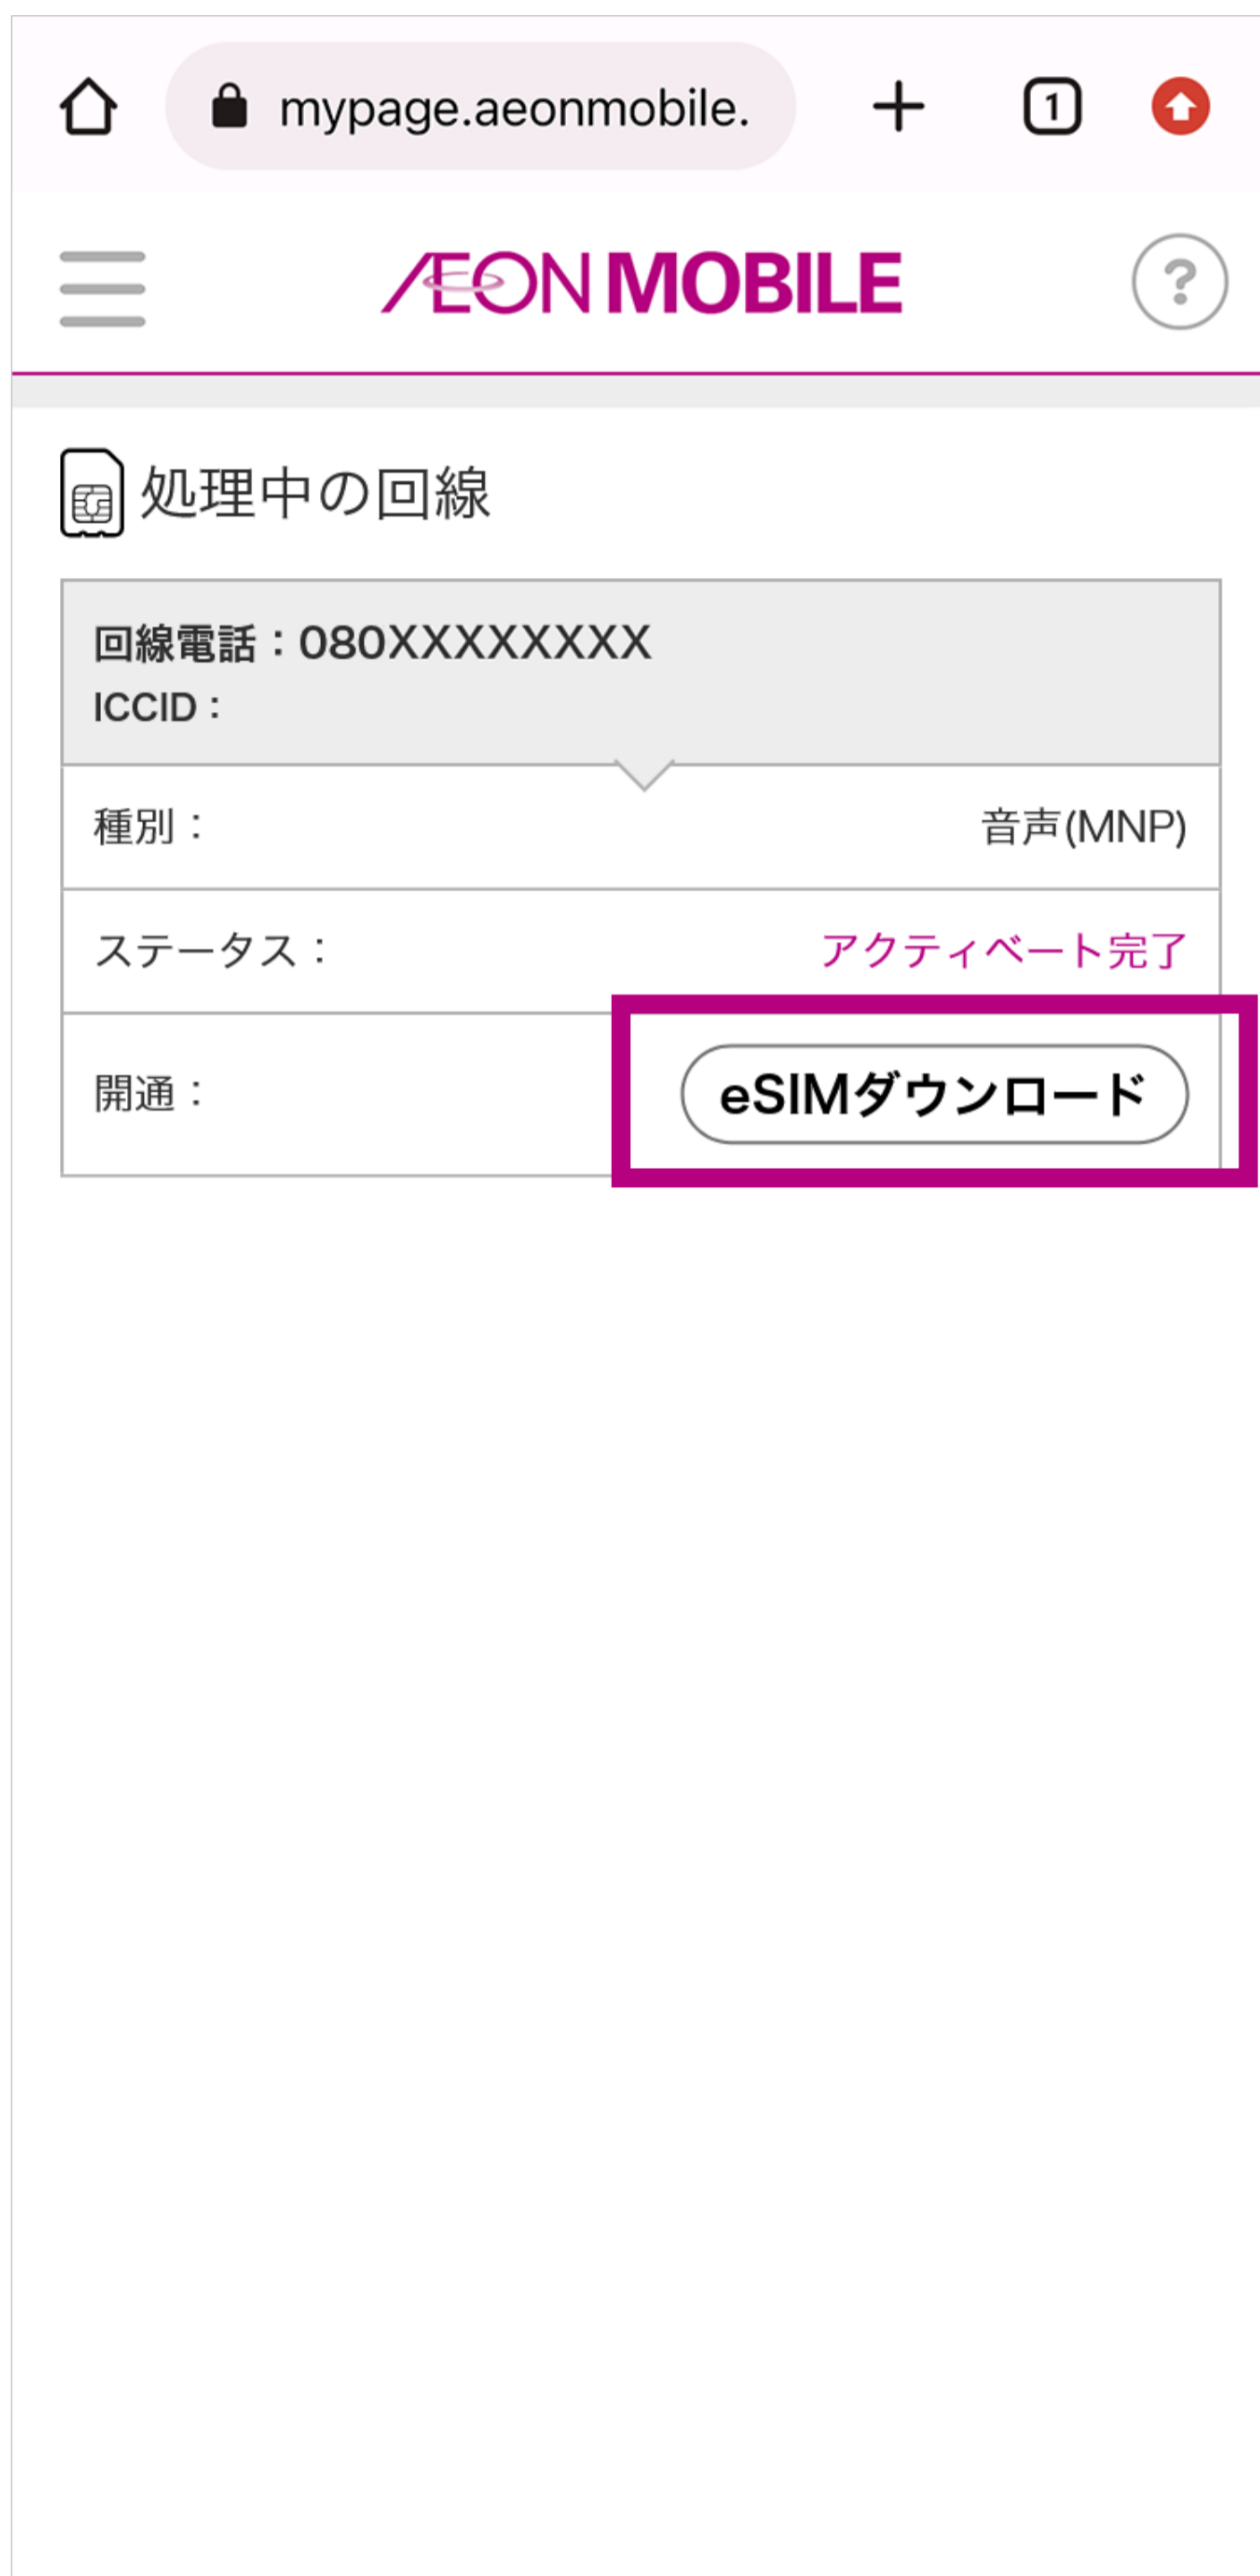 mypage.aeonmobile.
1
ÆON MOBILE
?
処理中の回線
回線電話：080XXXXXXXX
ICCID：
種別：
音声(MNP)
ステータス：
アクティベート完了
開通：
eSIMダウンロード